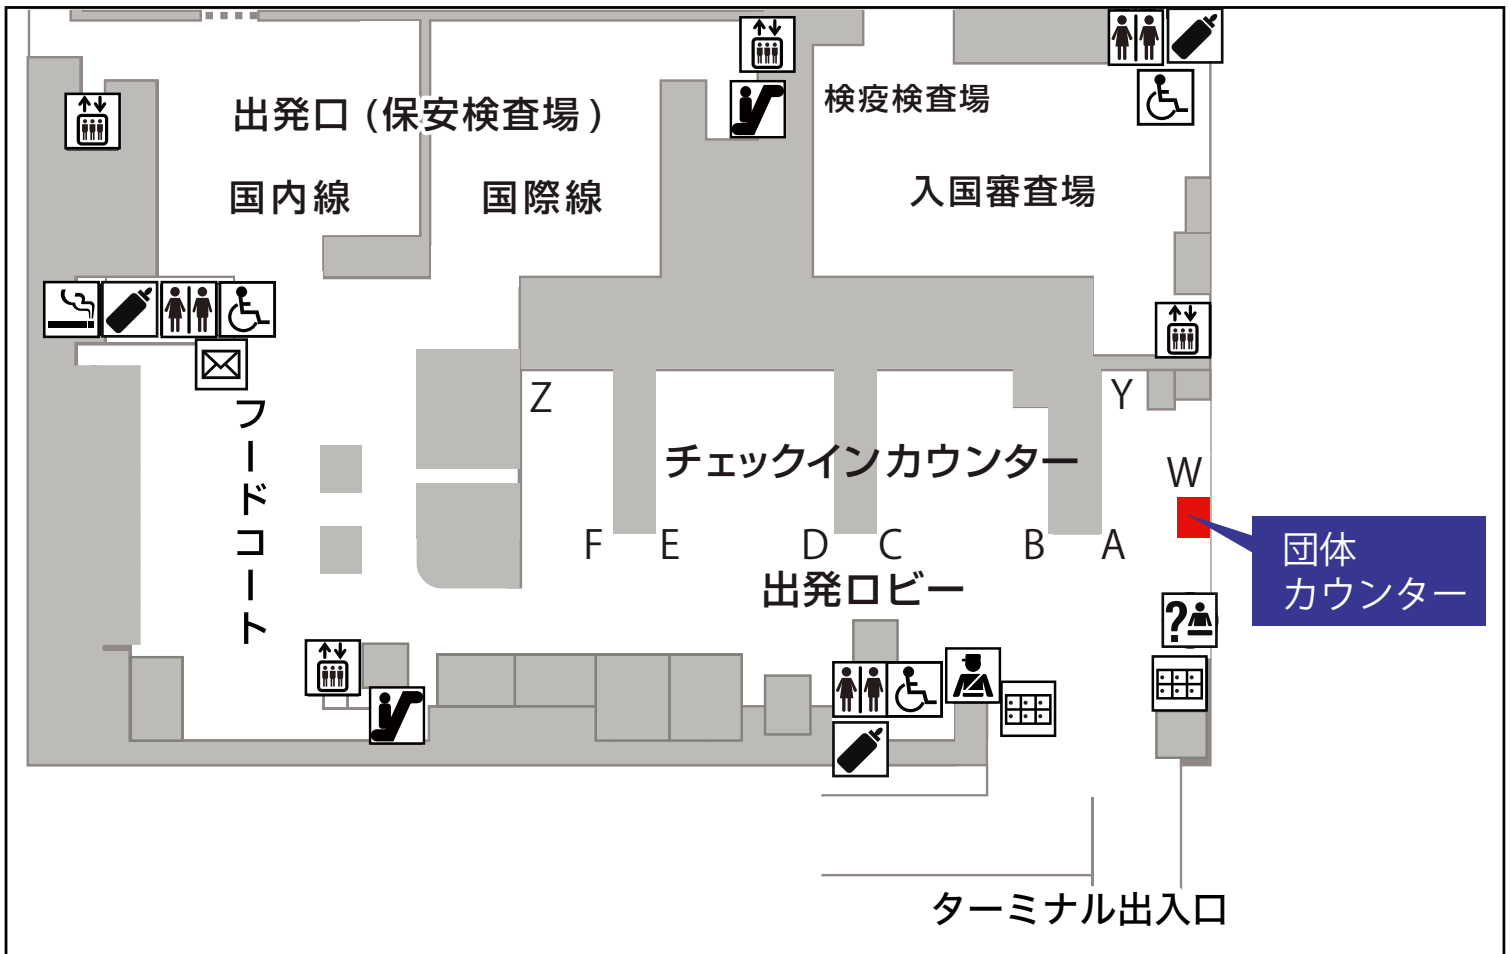 出発口(保安検査場)
国内線
国際線
検疫検査場
入国審査場
フードコート
Z
Y
チェックインカウンター
W
F
E
D
C
B
A
出発ロビー
団体
カウンター
?
ターミナル出入口